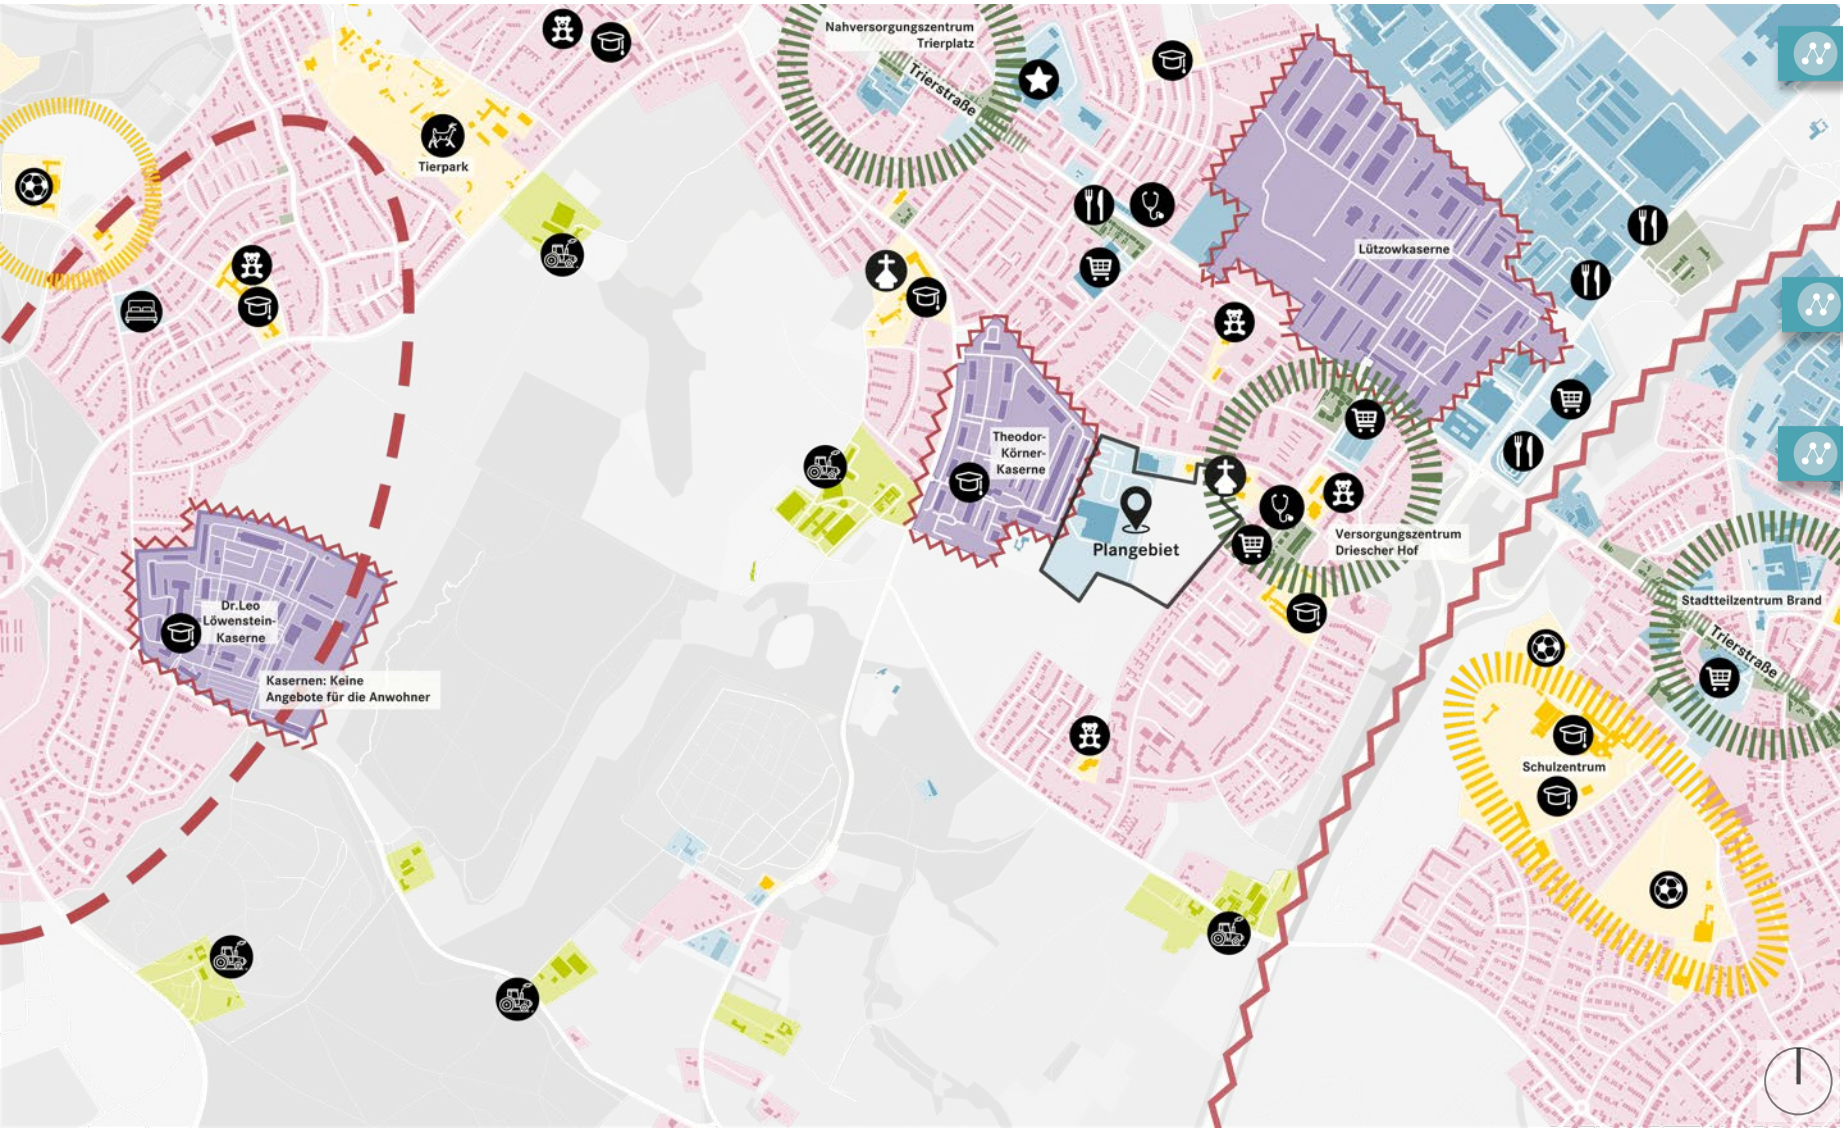 Nahversorgungszentrum
Trierplatz
Trierstraße
Tierpark
Lützowkaserne
Theodor-
Körner-
Kaserne
Plangebiet
Versorgungszentrum
Driescher Hof
Dr.Leo
Löwenstein-
Kaserne
Kasernen: Keine
Angebote für die Anwohner
Stadtteilzentrum Brand
Trierstraße
Schulzentrum